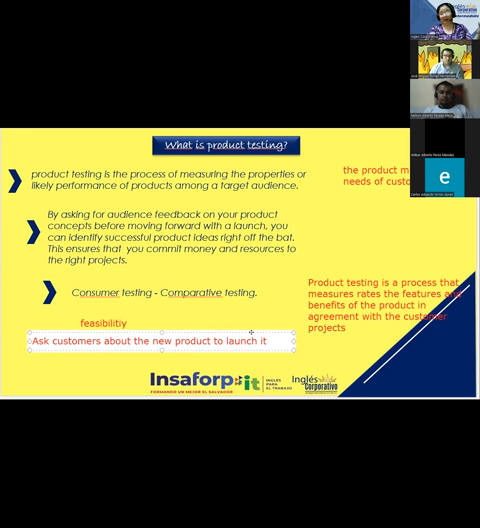 What is product testing?
product testing is the process of measuring the properties or
likely performance of products among a target audience.
the product m
needs of custo
By asking for audience feedback on your product
concepts before moving forward with a launch, you
can identify successful product ideas right off the bat.
This ensures that you commit money and resources to
the right projects.
Consumer testing - Comparative testing.
Product testing is a process that
measures rates the features and
benefits of the product in
agreement with the customer
projects
feasibilitiy
Ask customers about the new product to launch it
Insaforp
FORMANDO UN MEJOR EL SALVADOR
it
INGLÉS
PARA
EL TRABAJO
Inglés
Corporativo
e